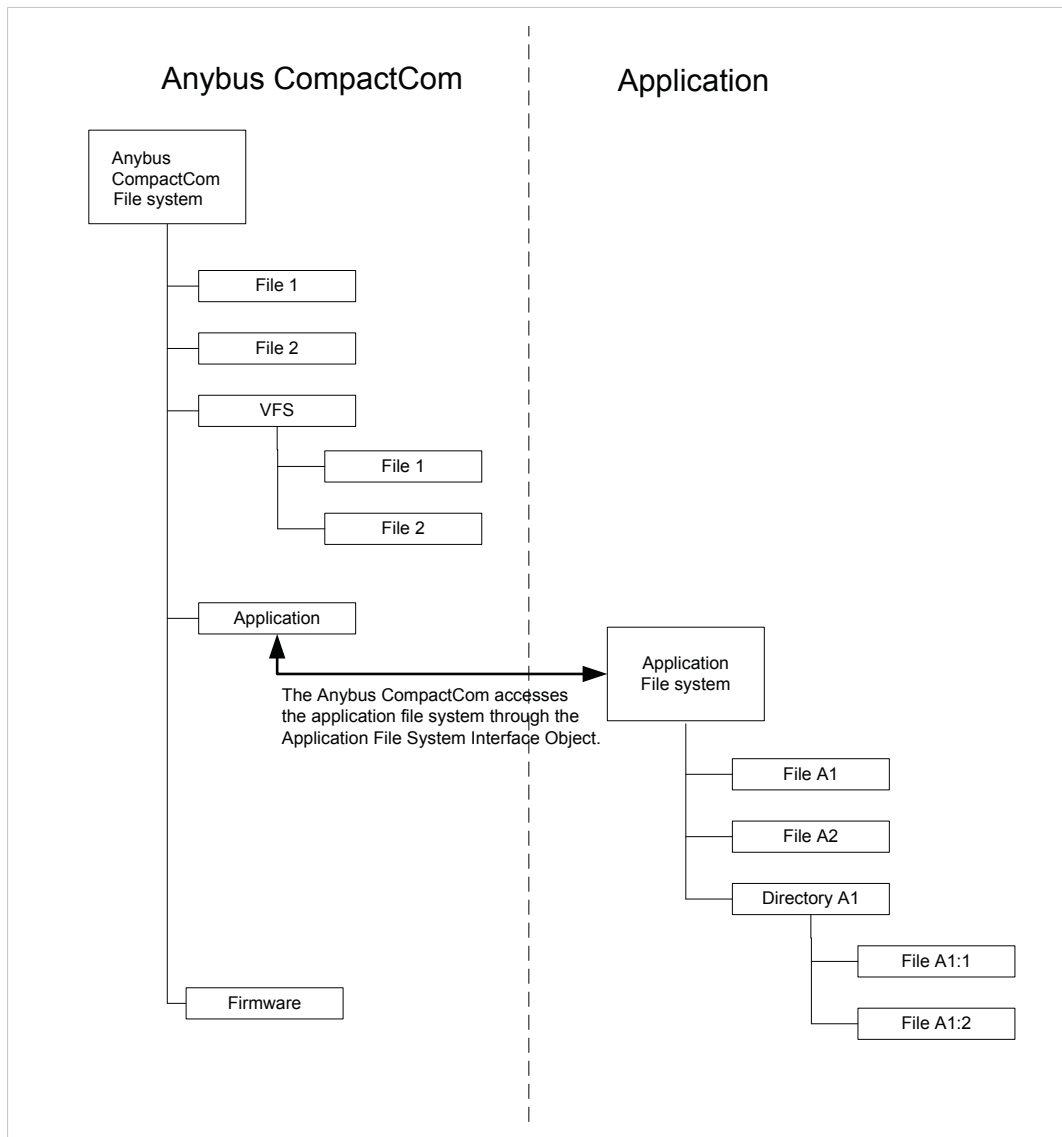 Anybus CompactCom
Application
Anybus
CompactCom
File system
File 1
File 2
VFS
File 1
File 2
Application
The Anybus CompactCom accesses
the application file system through the
Application File System Interface Object.
Application
File system
File A1
File A2
Directory A1
File A1:1
File A1:2
Firmware